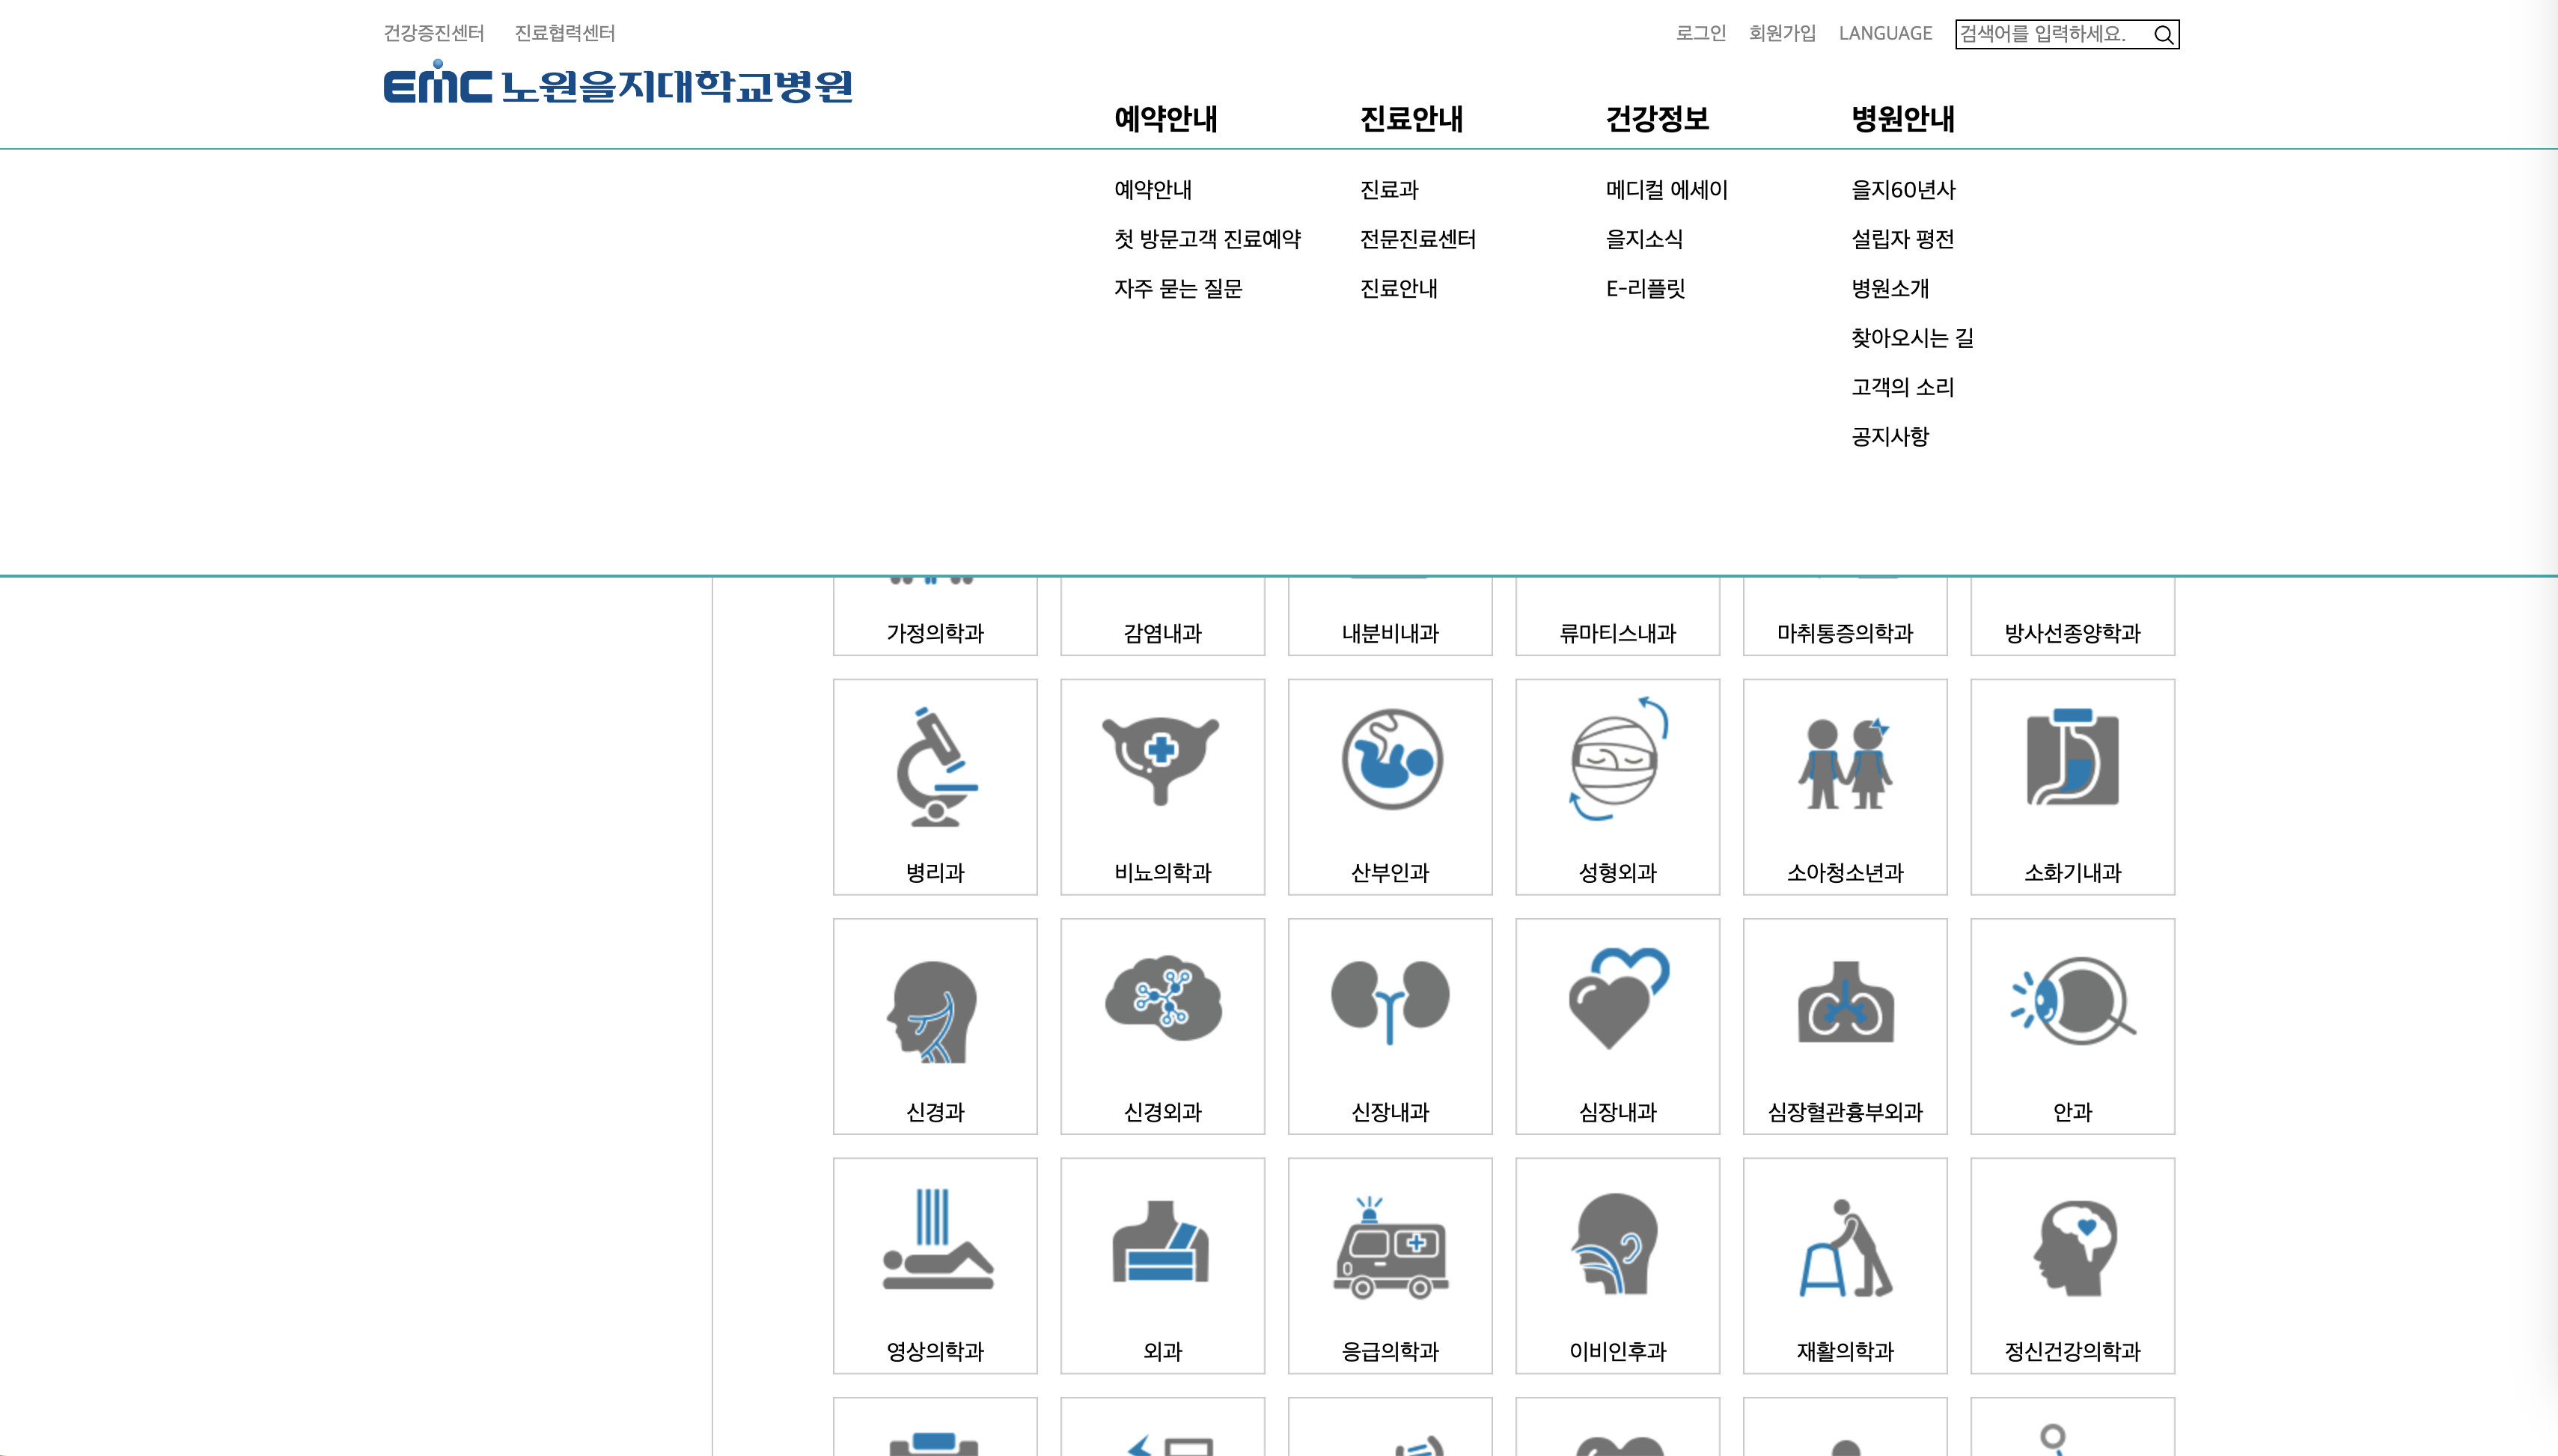 건강증진센터 진료협력센터 로그인 회원가입 LANGUAGE 검색어를 입력하세요.
EMC 노원을지대학교병원
예약안내 진료안내 건강정보 병원안내
예약안내 진료과 메디컬 에세이 을지60년사
첫 방문고객 진료예약 전문진료센터 을지소식 설립자 평전
자주 묻는 질문 진료안내 E-리플릿 병원소개
찾아오시는 길
고객의 소리
공지사항
가정의학과 감염내과 내분비내과 류마티스내과 마취통증의학과 방사선종양학과
병리과 비뇨의학과 산부인과 성형외과 소아청소년과 소화기내과
신경과 신경외과 신장내과 심장내과 심장혈관흉부외과 안과
영상의학과 외과 응급의학과 이비인후과 재활의학과 정신건강의학과